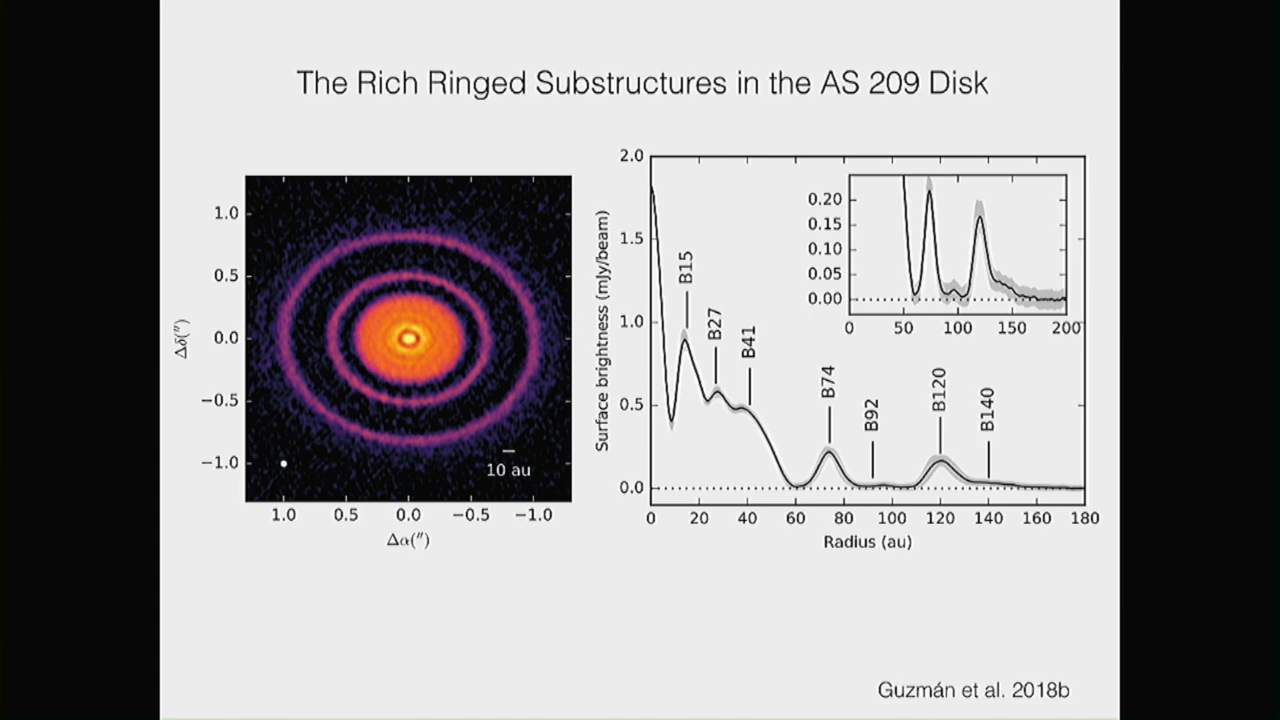 The Rich Ringed Substructures in the AS 209 Disk
1.0
0.5
0.0
−0.5
−1.0
Δδ(″)
10 au
1.0 0.5 0.0 −0.5 −1.0
Δα(″)
2.0
1.5
1.0
0.5
0.0
Surface brightness (mJy/beam)
B15
B27
B41
B74
B92
B120
B140
0.20
0.15
0.10
0.05
0.00
0 50 100 150 200
0 20 40 60 80 100 120 140 160 180
Radius (au)
Guzmán et al. 2018b